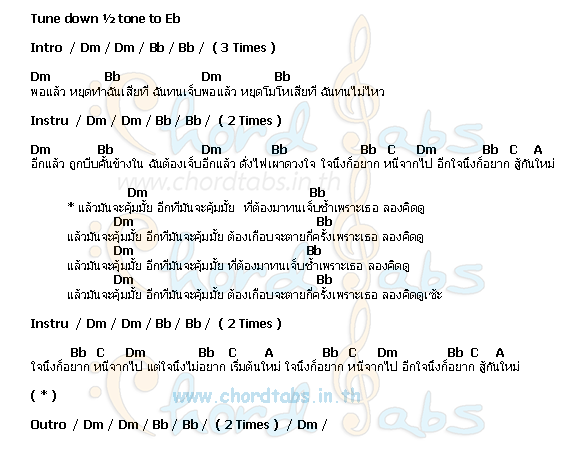 Tune down ½ tone to Eb
Intro / Dm / Dm / Bb / Bb / ( 3 Times )
Dm Bb Dm Bb
พอแล้ว หยุดทำฉันเสียที ฉันทนเจ็บพอแล้ว หยุดโมโหเสียที ฉันทนไม่ไหว
Instru / Dm / Dm / Bb / Bb / ( 2 Times )
Dm Bb Dm Bb Bb C Dm Bb C A
อีกแล้ว ถูกบีบคั้นข้างใน ฉันต้องเจ็บอีกแล้ว ดั่งไฟเผาดวงใจ ใจนึงก็อยาก หนีจากไป อีกใจนึงก็อยาก สู้กันใหม่
Dm Bb
* แล้วมันจะคุ้มมั้ย อีกทีมันจะคุ้มมั้ย ที่ต้องมาทนเจ็บซ้ำเพราะเธอ ลองคิดดู
Dm Bb
แล้วมันจะคุ้มมั้ย อีกทีมันจะคุ้มมั้ย ต้องเกือบจะตายกี่ครั้งเพราะเธอ ลองคิดดู
Dm Bb
แล้วมันจะคุ้มมั้ย อีกทีมันจะคุ้มมั้ย ที่ต้องมาทนเจ็บซ้ำเพราะเธอ ลองคิดดู
Dm Bb
แล้วมันจะคุ้มมั้ย อีกทีมันจะคุ้มมั้ย ต้องเกือบจะตายกี่ครั้งเพราะเธอ ลองคิดดูเซ้ะ
Instru / Dm / Dm / Bb / Bb / ( 2 Times )
Bb C Dm Bb C A Bb C Dm Bb C A
ใจนึงก็อยาก หนีจากไป แต่ใจนึงไม่อยาก เริ่มต้นใหม่ ใจนึงก็อยาก หนีจากไป อีกใจนึงก็อยาก สู้กันใหม่
( * )
Outro / Dm / Dm / Bb / Bb / ( 2 Times ) / Dm /
Chord Tabs
www.chordtabs.in.th
Chord Tabs
www.chordtabs.in.th